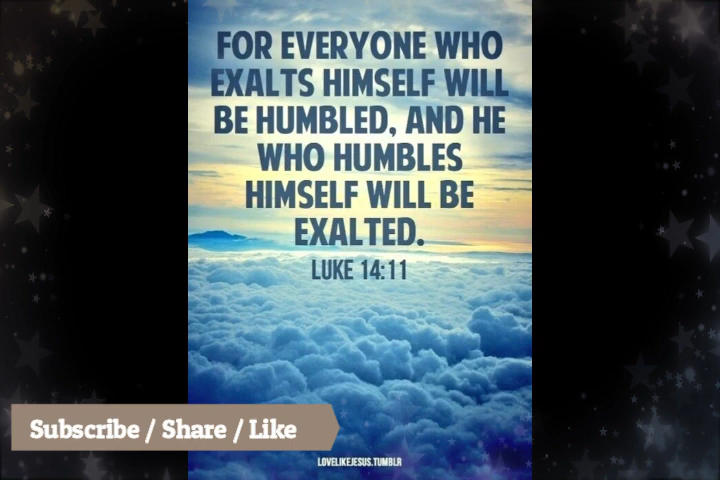 FOR EVERYONE WHO
EXALTS HIMSELF WILL
BE HUMBLED, AND HE
WHO HUMBLES
HIMSELF WILL BE
EXALTED.
LUKE 14:11
Subscribe / Share / Like
LOVELIKEJESUS.TUMBLR